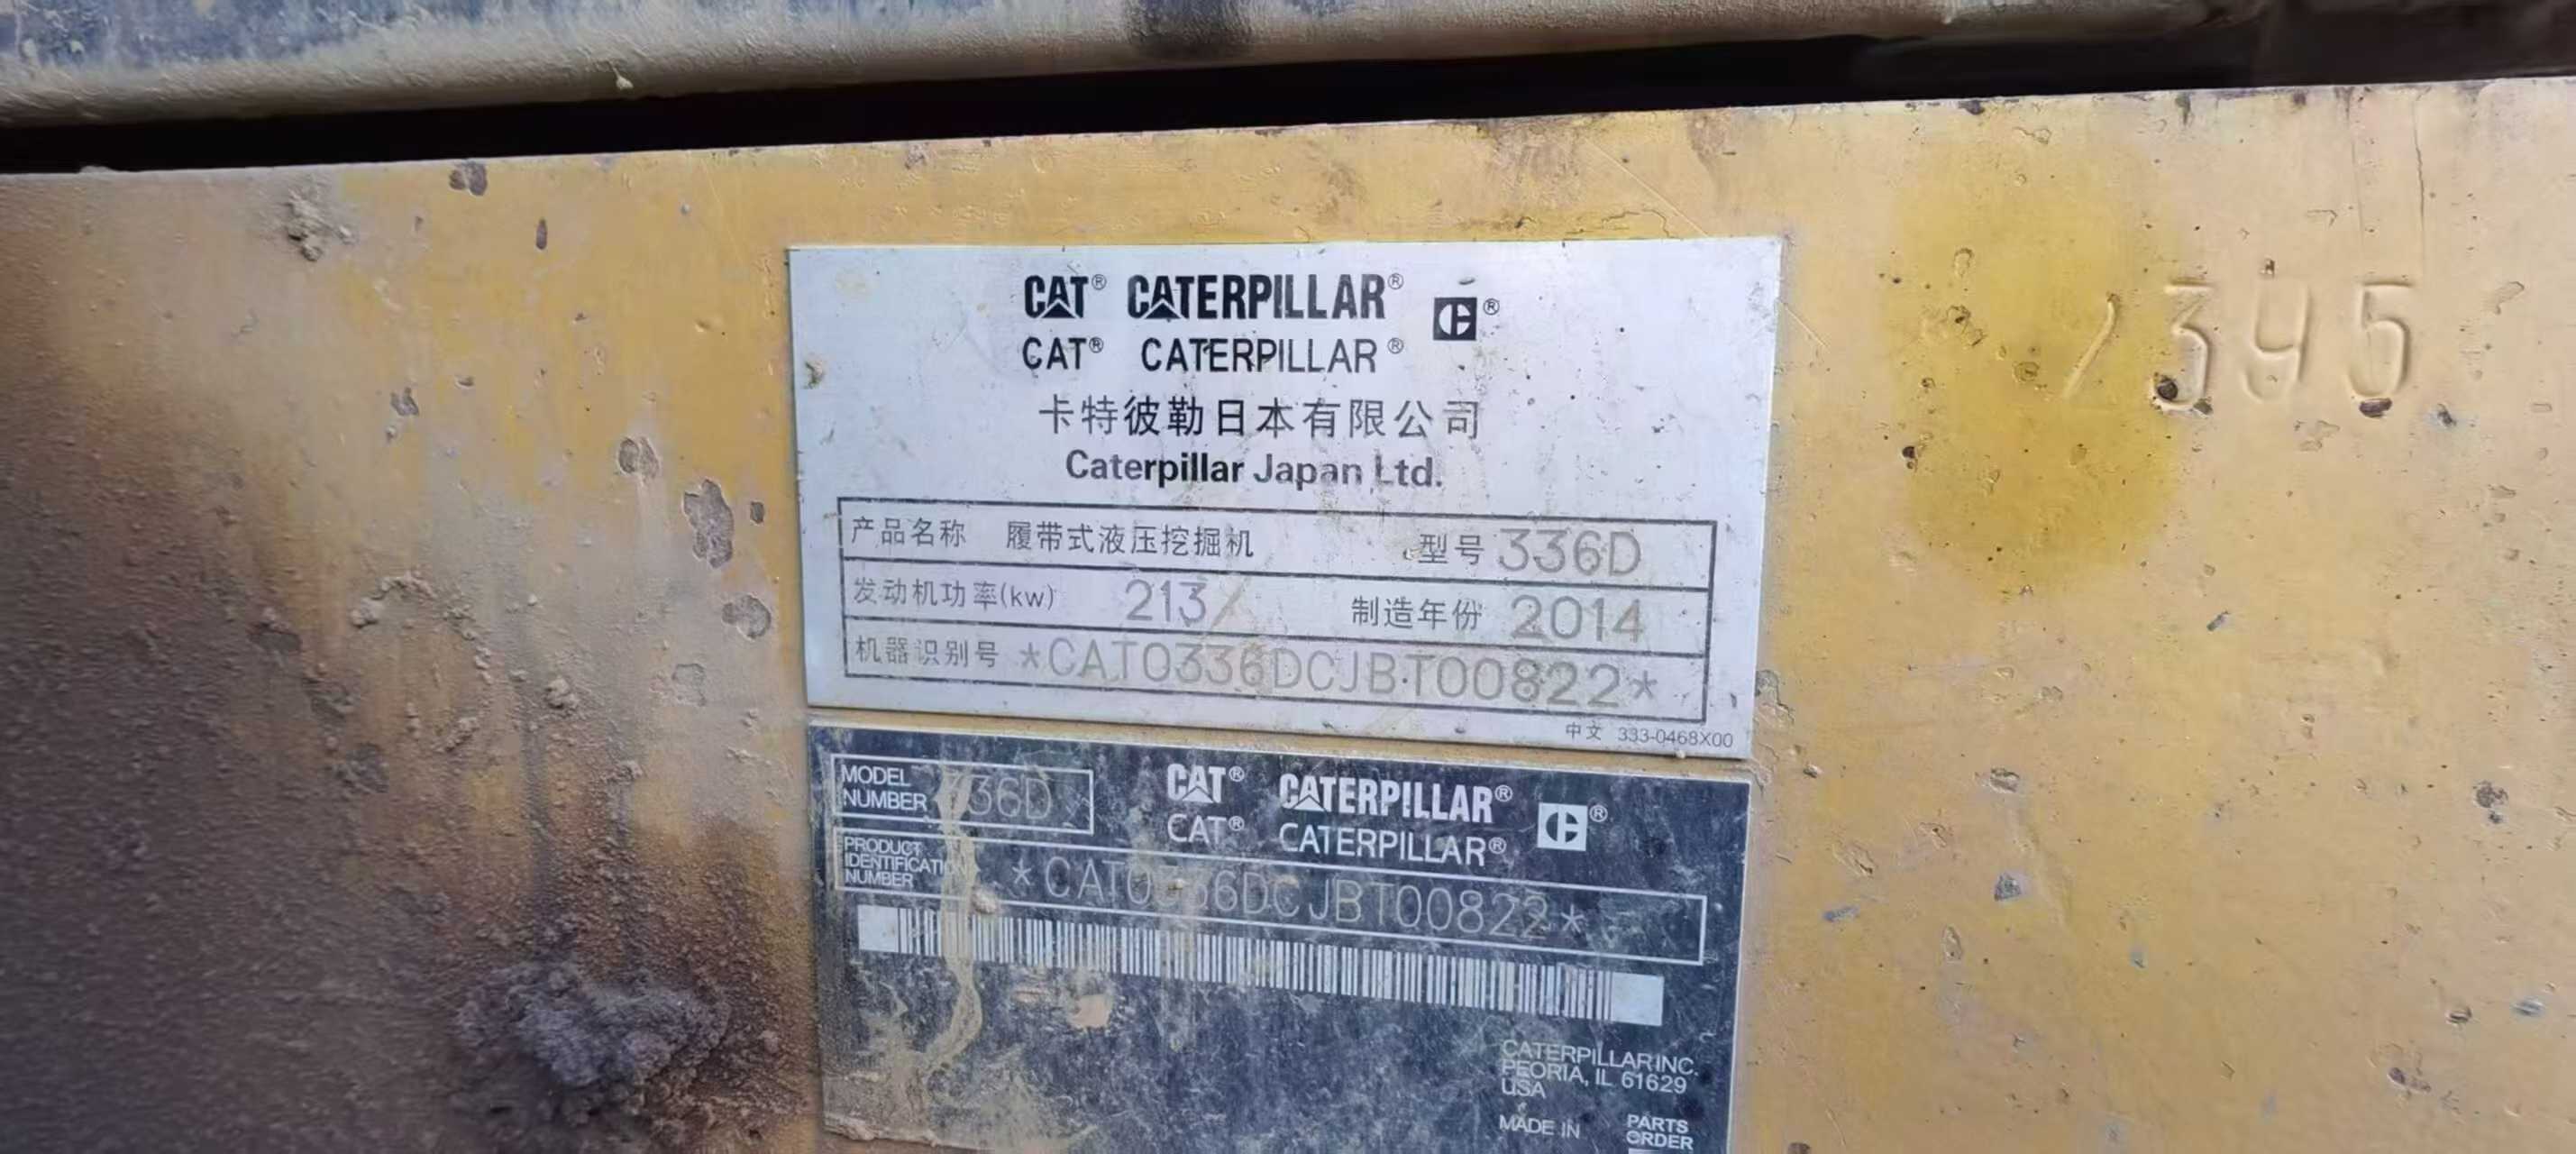 CAT® CATERPILLAR® ®
CAT® CATERPILLAR®
卡特彼勒日本有限公司
Caterpillar Japan Ltd.
产品名称 履带式液压挖掘机 型号 336D
发动机功率(kw) 213/ 制造年份 2014
机器识别号 *CAT0336DCJBT00822*
中文 333-0468X00
345
MODEL NUMBER 336D
CAT® CATERPILLAR® ®
CAT® CATERPILLAR®
PRODUCT
IDENTIFICATION
NUMBER
*CAT0336DCJBT00822*
CATERPILLAR INC.
PEORIA, IL 61629
USA
MADE IN
PARTS
ORDER